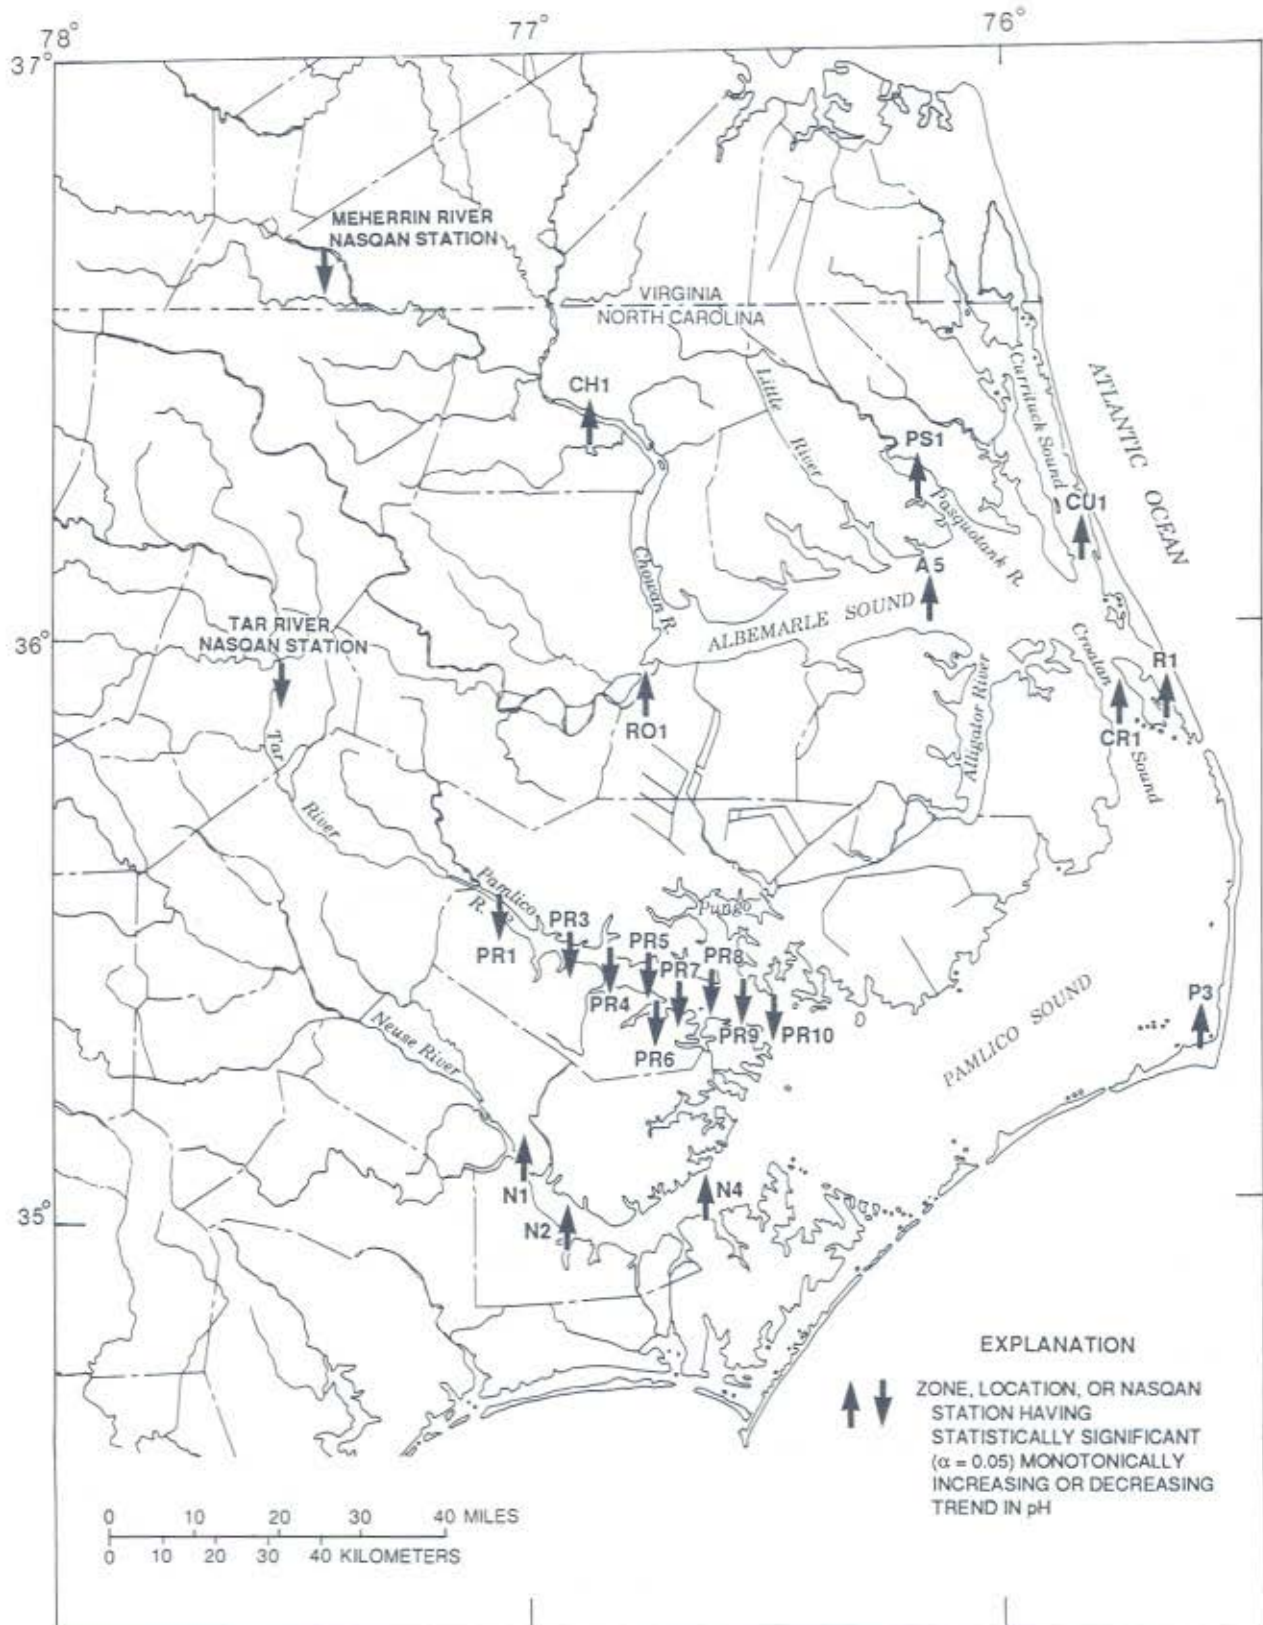 78°
77°
76°
37°
MEHERRIN RIVER
NASQAN STATION
VIRGINIA
NORTH CAROLINA
CH1
Little
River
Currituck Sound
ATLANTIC OCEAN
PS1
Pasquotank R.
CU1
A5
Chowan R.
ALBEMARLE SOUND
TAR RIVER
NASQAN STATION
36°
RO1
Alligator River
Croatan
Sound
R1
CR1
Tar
River
Pamlico
R.
Pungo
PR1
PR3
PR5
PR8
PR7
PR4
PR6
PR9
PR10
P3
PAMLICO SOUND
Neuse River
35°
N1
N2
N4
EXPLANATION
ZONE, LOCATION, OR NASQAN
STATION HAVING
STATISTICALLY SIGNIFICANT
(α = 0.05) MONOTONICALLY
INCREASING OR DECREASING
TREND IN pH
0 10 20 30 40 MILES
0 10 20 30 40 KILOMETERS